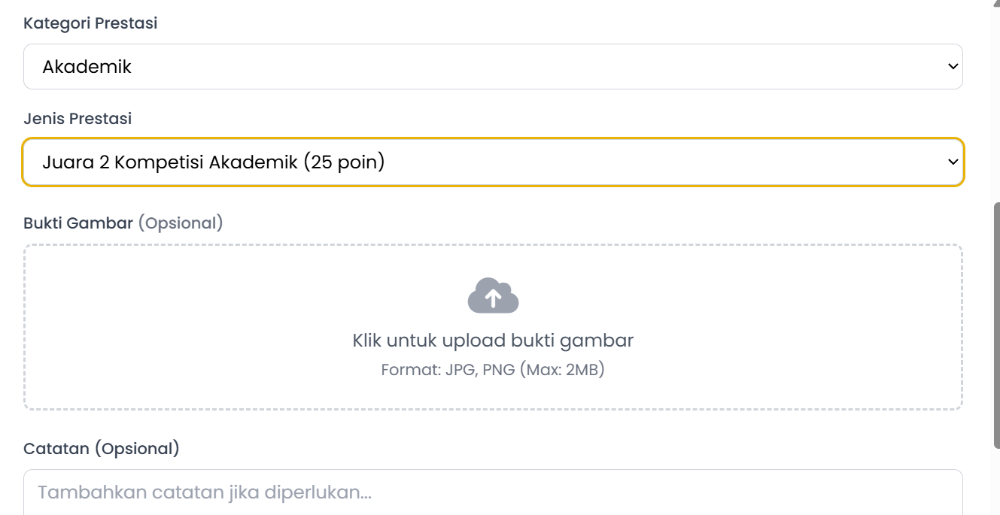 Kategori Prestasi
Akademik
Jenis Prestasi
Juara 2 Kompetisi Akademik (25 poin)
Bukti Gambar (Opsional)
Klik untuk upload bukti gambar
Format: JPG, PNG (Max: 2MB)
Catatan (Opsional)
Tambahkan catatan jika diperlukan...